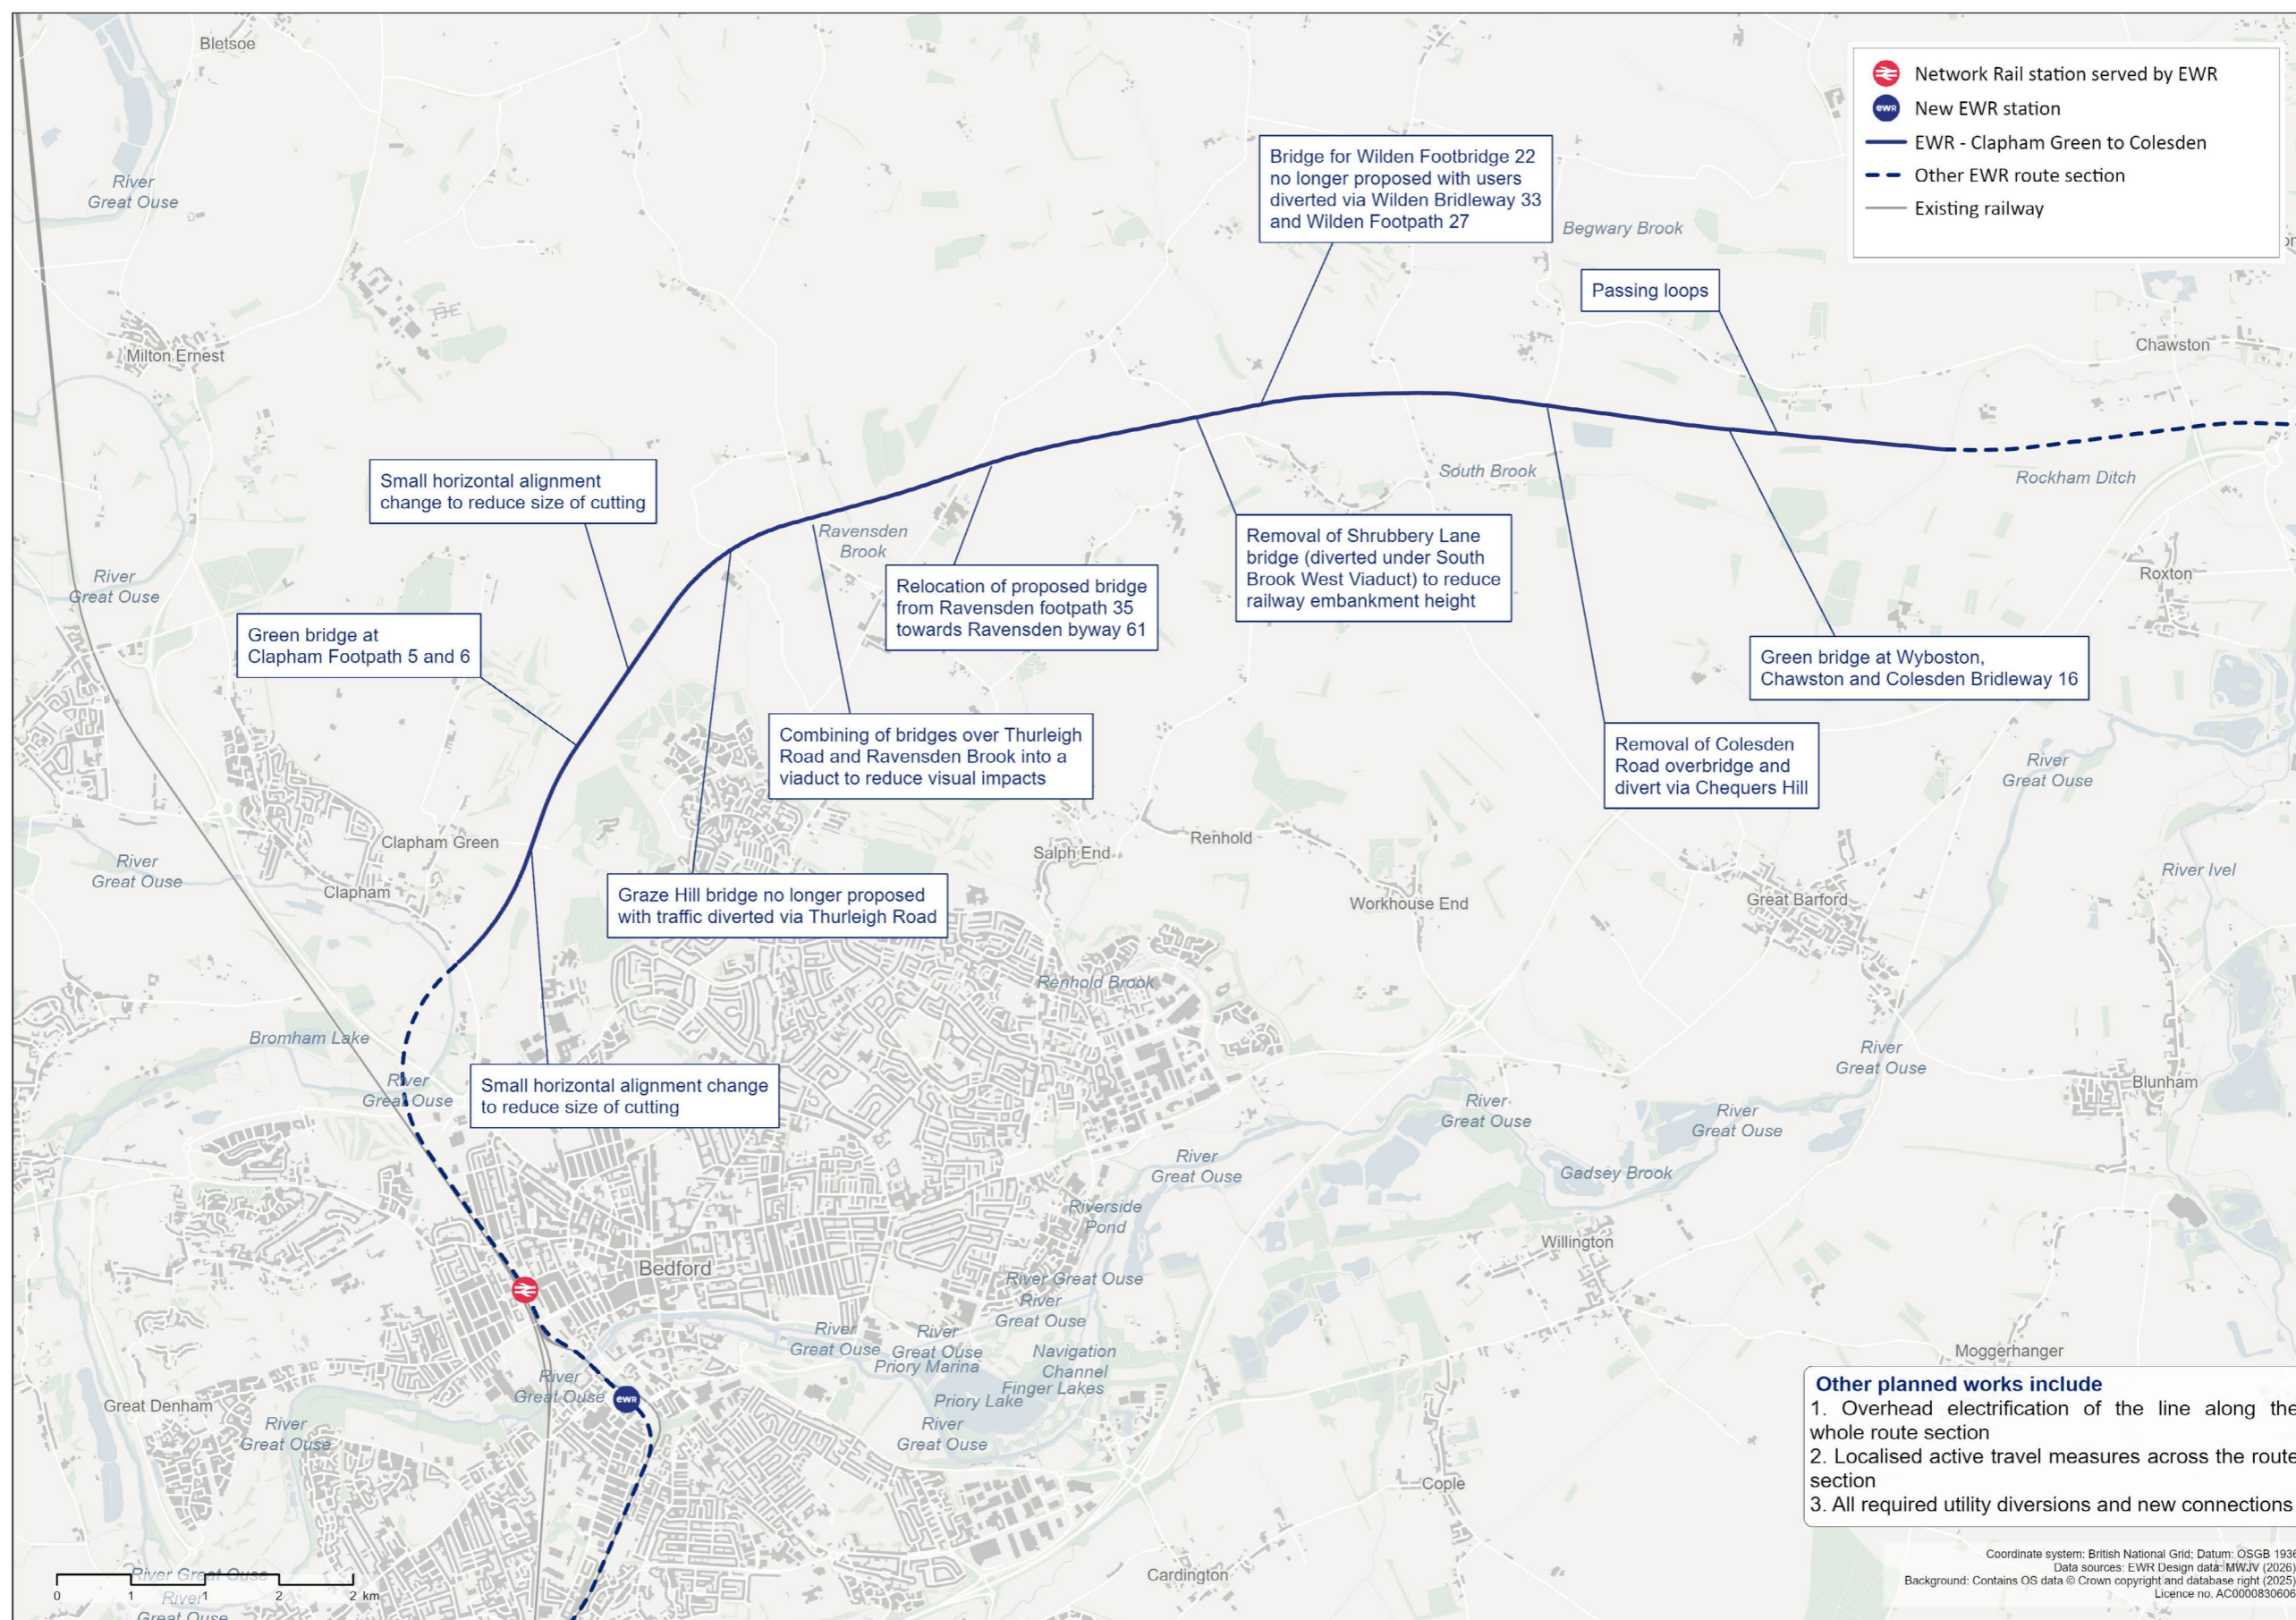 Bletsoe
River
Great Ouse
Milton Ernest
River
Great Ouse
Network Rail station served by EWR
ewr
New EWR station
EWR - Clapham Green to Colesden
Other EWR route section
Existing railway
Bridge for Wilden Footbridge 22
no longer proposed with users
diverted via Wilden Bridleway 33
and Wilden Footpath 27
Begwary Brook
Passing loops
Chawston
Small horizontal alignment
change to reduce size of cutting
South Brook
Rockham Ditch
Ravensden
Brook
Relocation of proposed bridge
from Ravensden footpath 35
towards Ravensden byway 61
Removal of Shrubbery Lane
bridge (diverted under South
Brook West Viaduct) to reduce
railway embankment height
Roxton
Green bridge at
Clapham Footpath 5 and 6
Green bridge at Wyboston,
Chawston and Colesden Bridleway 16
Combining of bridges over Thurleigh
Road and Ravensden Brook into a
viaduct to reduce visual impacts
Removal of Colesden
Road overbridge and
divert via Chequers Hill
River
Great Ouse
Clapham Green
River
Great Ouse
Clapham
Salph End
Renhold
River Ivel
Graze Hill bridge no longer proposed
with traffic diverted via Thurleigh Road
Workhouse End
Great Barford
Renhold Brook
Bromham Lake
River
Great Ouse
Small horizontal alignment change
to reduce size of cutting
River
Great Ouse
Blunham
River
Great Ouse
River
Great Ouse
River
Great Ouse
Gadsey Brook
Riverside
Pond
Willington
Bedford
River Great Ouse
River
Great Ouse
River
Great Ouse
River
Great Ouse
Priory Marina
Navigation
Channel
Finger Lakes
Priory Lake
River
Great Ouse
Moggerhanger
River
Great Ouse
ewr
Great Denham
River
Great Ouse
Other planned works include
1. Overhead electrification of the line along the
whole route section
2. Localised active travel measures across the route
section
3. All required utility diversions and new connections
Cople
Cardington
Coordinate system: British National Grid; Datum: OSGB 1936
Data sources: EWR Design data: MWJV (2026)
Background: Contains OS data © Crown copyright and database right (2025)
Licence no. AC0000830606
River Great Ouse
River
Great Ouse
0 1 1 2 2 km